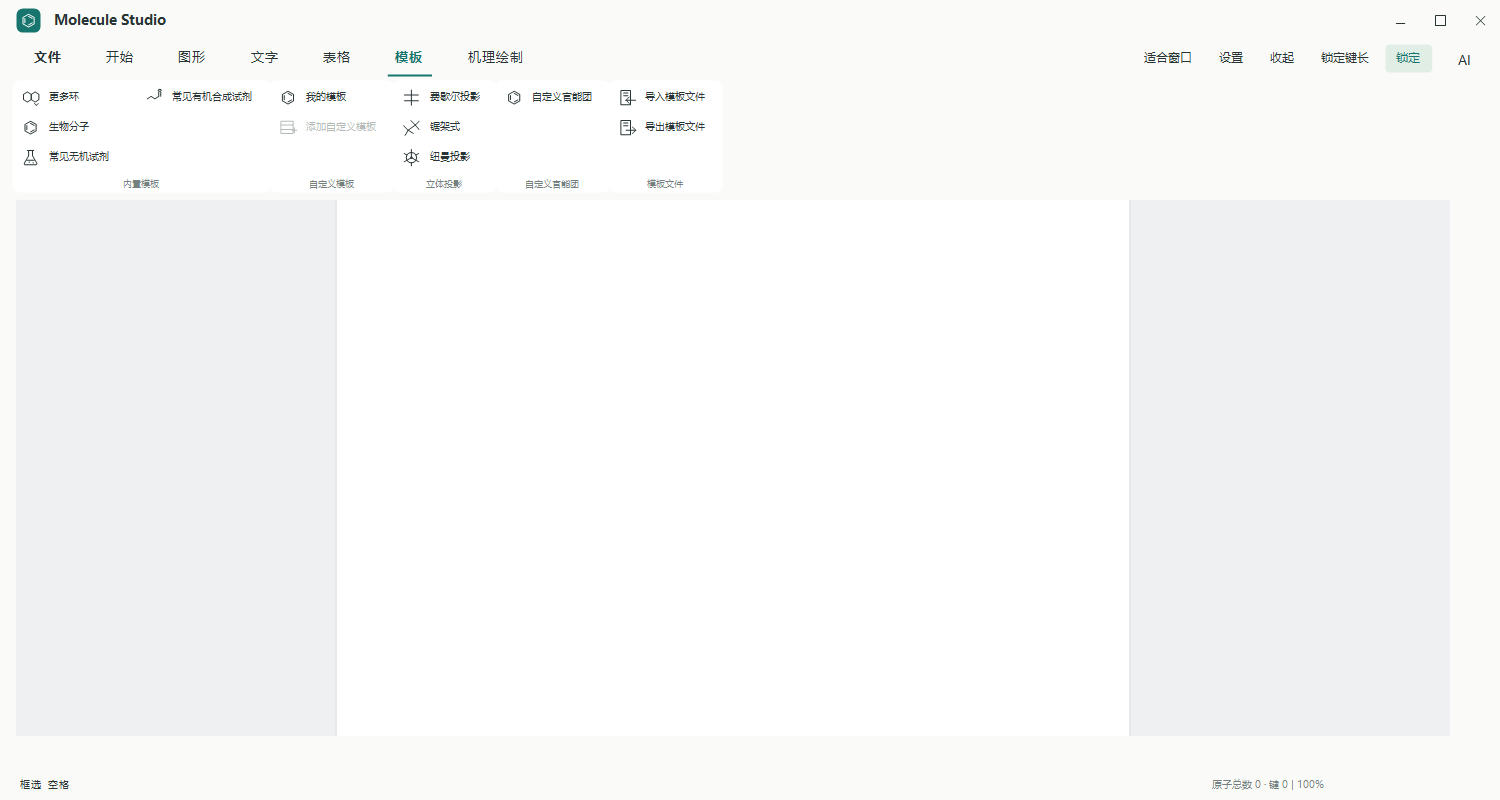 Molecule Studio
文件 开始 图形 文字 表格 模板 机理绘制 适合窗口 设置 收起 锁定键长 锁定 AI
更多环 常见有机合成试剂 我的模板 费歇尔投影 自定义官能团 导入模板文件
生物分子 添加自定义模板 锯架式 导出模板文件
常见无机试剂 纽曼投影
内置模板 自定义模板 立体投影 自定义官能团 模板文件
框选 空格 原子总数 0 · 键 0 | 100%